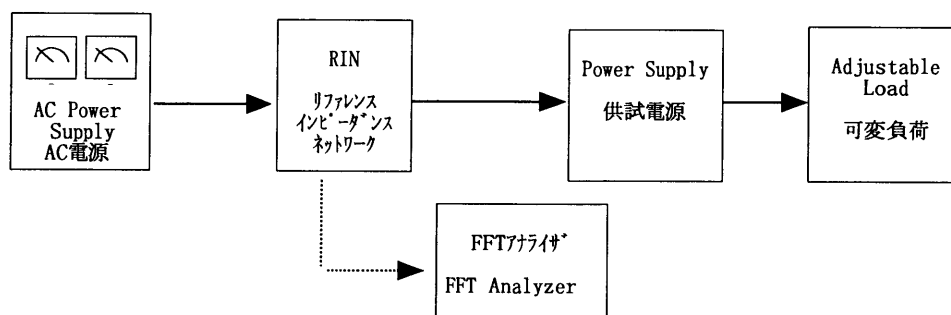 AC Power
Supply
AC電源
RIN
リファレンス
インピーダンス
ネットワーク
Power Supply
供試電源
Adjustable
Load
可変負荷
FFTアナライザ
FFT Analyzer